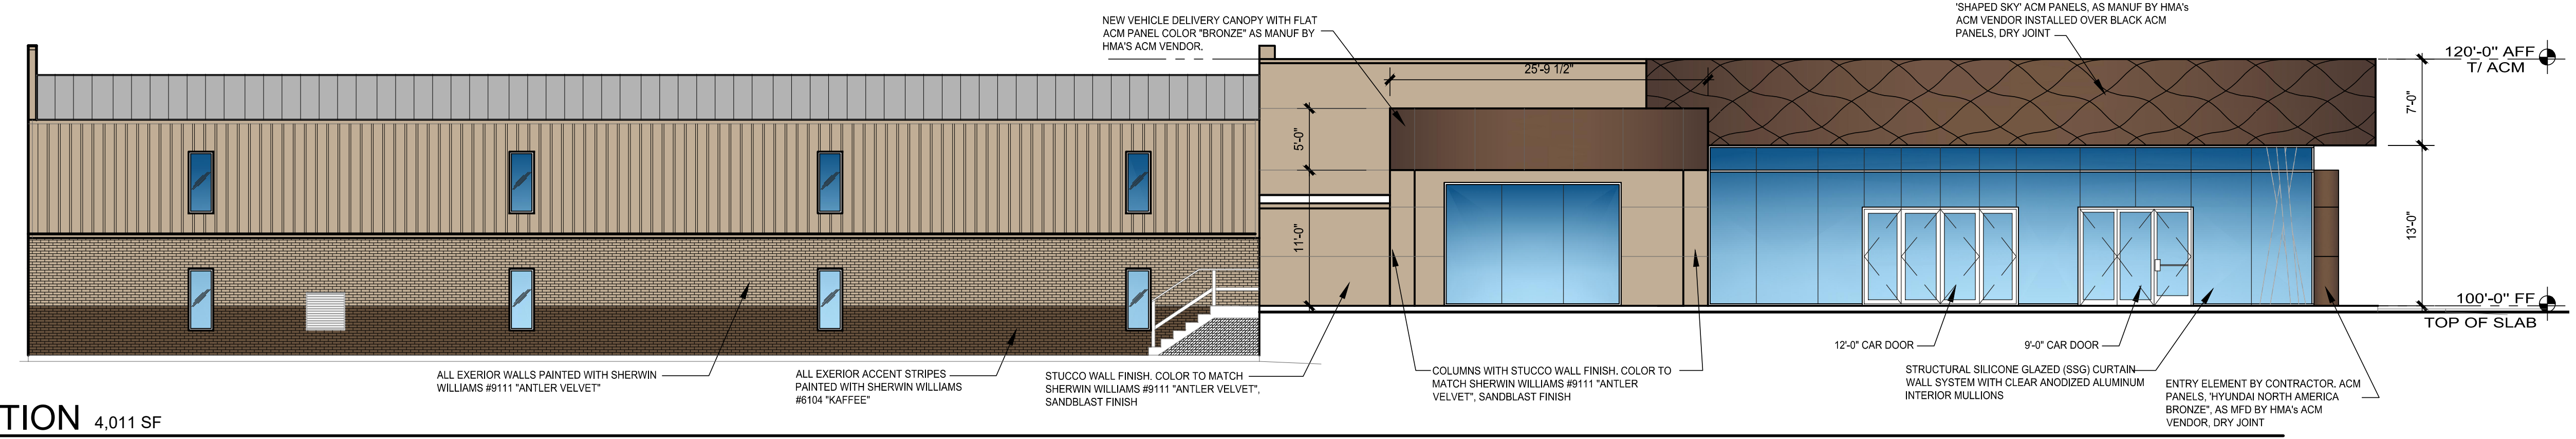 NEW VEHICLE DELIVERY CANOPY WITH FLAT
ACM PANEL COLOR "BRONZE" AS MANUF BY
HMA'S ACM VENDOR.
'SHAPED SKY' ACM PANELS, AS MANUF BY HMA's
ACM VENDOR INSTALLED OVER BLACK ACM
PANELS, DRY JOINT
120'-0" AFF
T/ ACM
25'-9 1/2"
7'-0"
5'-0"
11'-0"
13'-0"
100'-0" FF
TOP OF SLAB
12'-0" CAR DOOR
9'-0" CAR DOOR
ALL EXERIOR WALLS PAINTED WITH SHERWIN
WILLIAMS #9111 "ANTLER VELVET"
ALL EXERIOR ACCENT STRIPES
PAINTED WITH SHERWIN WILLIAMS
#6104 "KAFFEE"
STUCCO WALL FINISH. COLOR TO MATCH
SHERWIN WILLIAMS #9111 "ANTLER VELVET",
SANDBLAST FINISH
COLUMNS WITH STUCCO WALL FINISH. COLOR TO
MATCH SHERWIN WILLIAMS #9111 "ANTLER
VELVET", SANDBLAST FINISH
STRUCTURAL SILICONE GLAZED (SSG) CURTAIN
WALL SYSTEM WITH CLEAR ANODIZED ALUMINUM
INTERIOR MULLIONS
ENTRY ELEMENT BY CONTRACTOR. ACM
PANELS, 'HYUNDAI NORTH AMERICA
BRONZE", AS MFD BY HMA's ACM
VENDOR, DRY JOINT
TION 4,011 SF